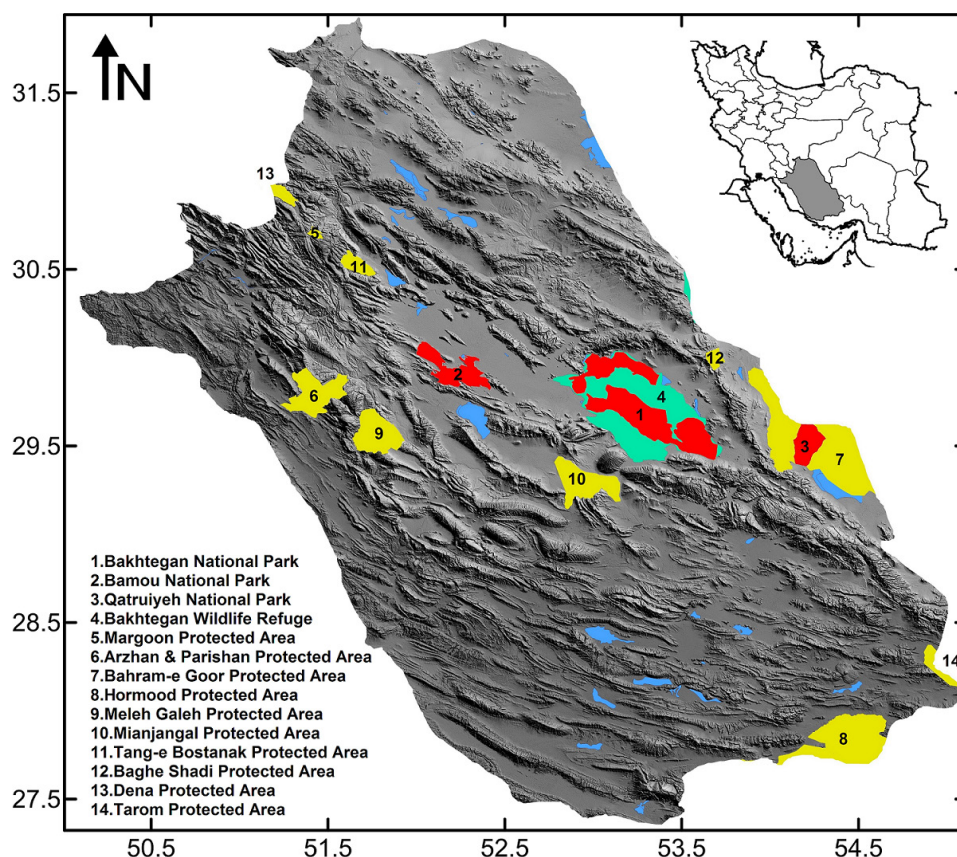 N
31.5
30.5
29.5
28.5
27.5
13
5
11
2
12
6
4
1
9
3
7
10
14
8
1.Bakhtegan National Park
2.Bamou National Park
3.Qatruiyeh National Park
4.Bakhtegan Wildlife Refuge
5.Margoon Protected Area
6.Arzhan & Parishan Protected Area
7.Bahram-e Goor Protected Area
8.Hormood Protected Area
9.Meleh Galeh Protected Area
10.Mianjangal Protected Area
11.Tang-e Bostanak Protected Area
12.Baghe Shadi Protected Area
13.Dena Protected Area
14.Tarom Protected Area
50.5 51.5 52.5 53.5 54.5